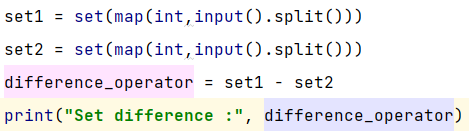 set1 = set(map(int,input().split()))
set2 = set(map(int,input().split()))
difference_operator = set1 - set2
print("Set difference :", difference_operator)